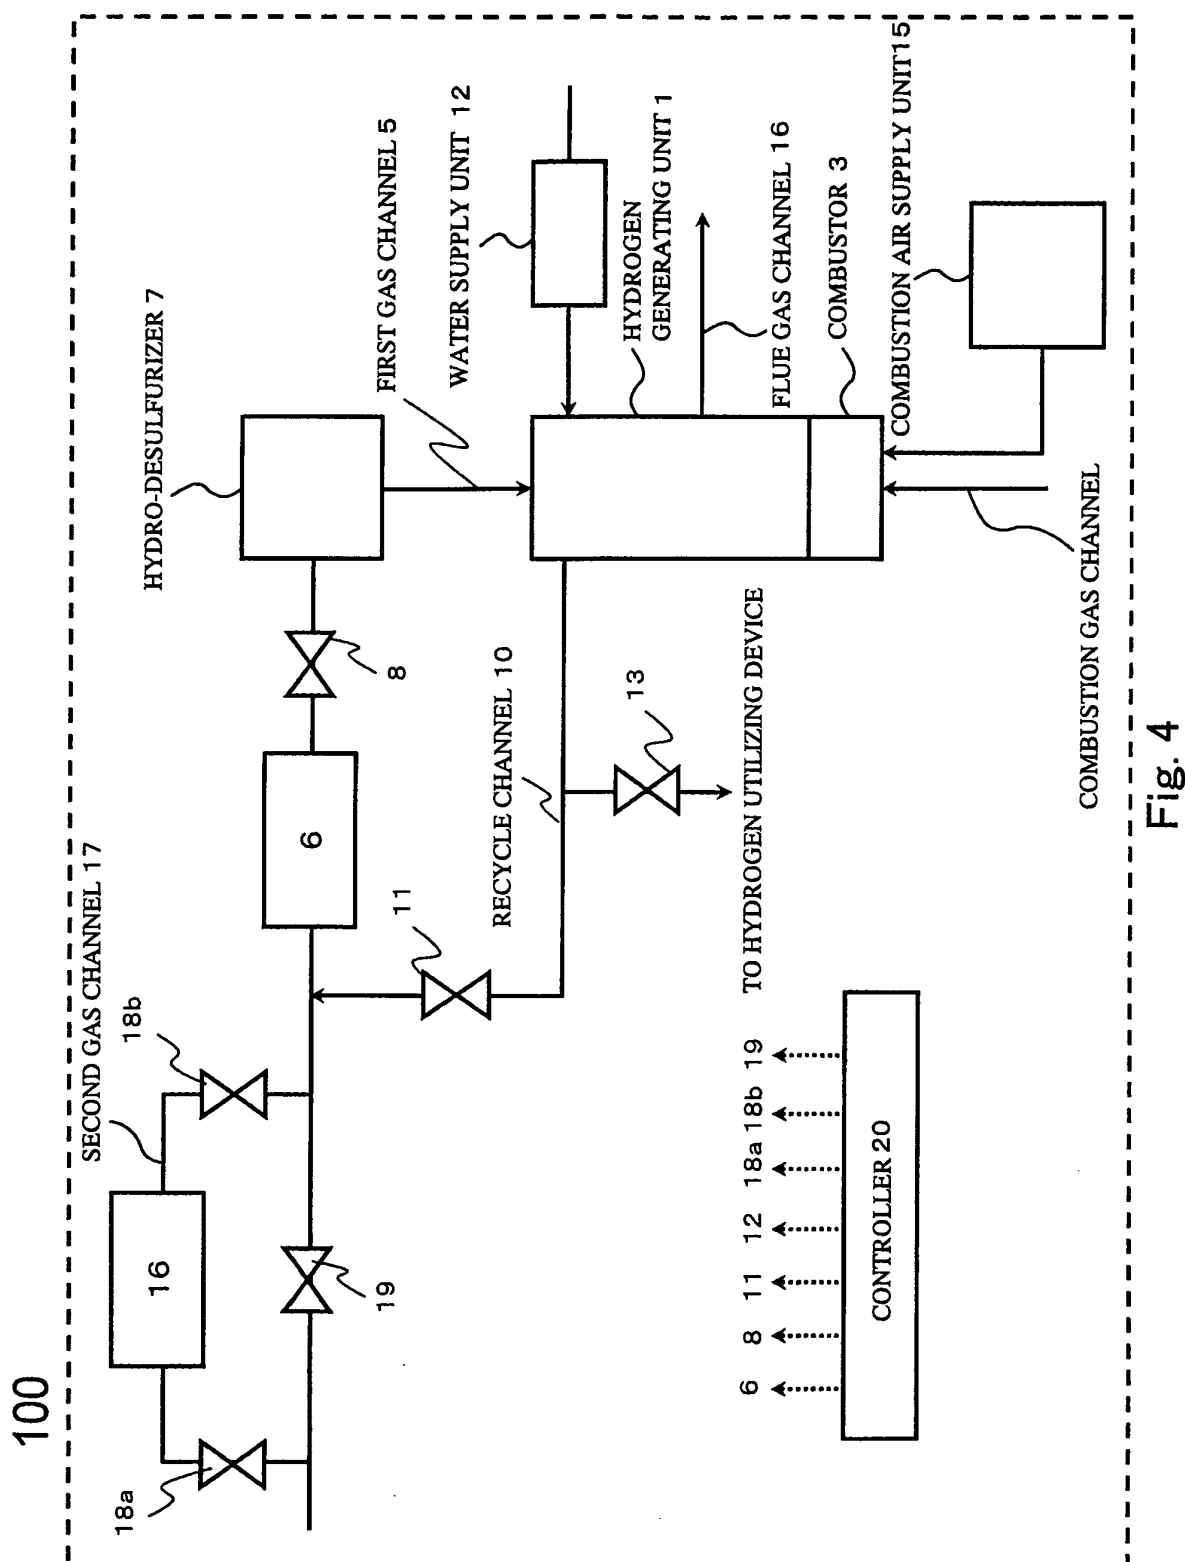 100
18a
16
SECOND GAS CHANNEL 17
18b
19
11
6
8
HYDRO-DESULFURIZER 7
FIRST GAS CHANNEL 5
WATER SUPPLY UNIT 12
RECYCLE CHANNEL 10
13
TO HYDROGEN UTILIZING DEVICE
HYDROGEN
GENERATING UNIT 1
FLUE GAS CHANNEL 16
COMBUSTOR 3
COMBUSTION AIR SUPPLY UNIT15
COMBUSTION GAS CHANNEL
6 8 11 12 18a 18b 19
CONTROLLER 20
Fig. 4